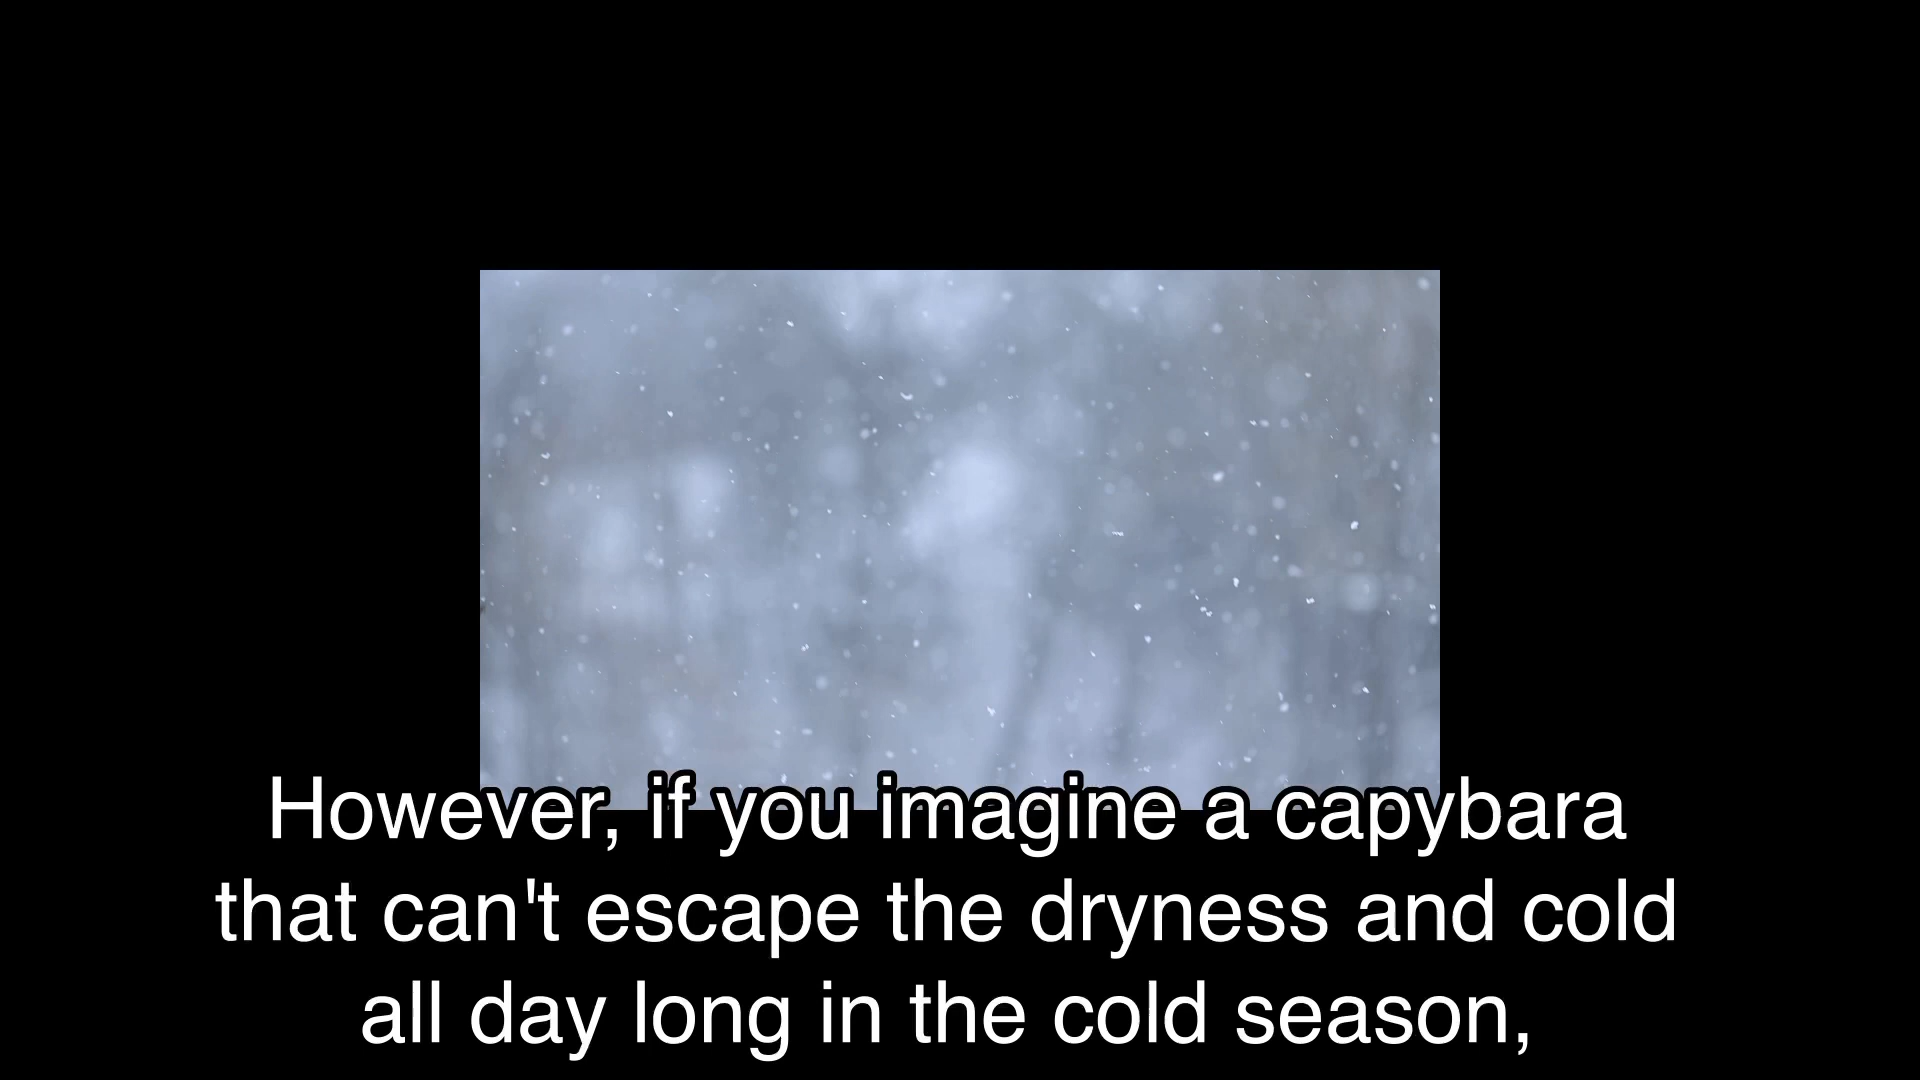 However, if you imagine a capybara
that can't escape the dryness and cold
all day long in the cold season,